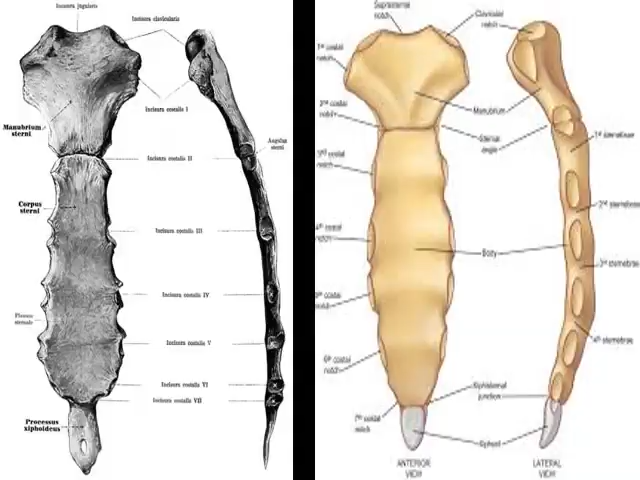 Incisura jugularis
Incisura clavicularis
Incisura costalis I
Manubrium
sterni
Angulus
sterni
Incisura costalis II
Corpus
sterni
Incisura costalis III
Incisura costalis IV
Planum
sternale
Incisura costalis V
Incisura costalis VI
Incisura costalis VII
Processus
xiphoideus
Suprasternal
notch
Clavicular
notch
1st costal
notch
Manubrium
2nd costal
notch
Sternal
angle
1st sternebrae
3rd costal
notch
2nd sternebrae
4th costal
notch
Body
3rd sternebrae
5th costal
notch
4th sternebrae
6th costal
notch
Xiphisternal
junction
7th costal
notch
Xiphoid
ANTERIOR
VIEW
LATERAL
VIEW